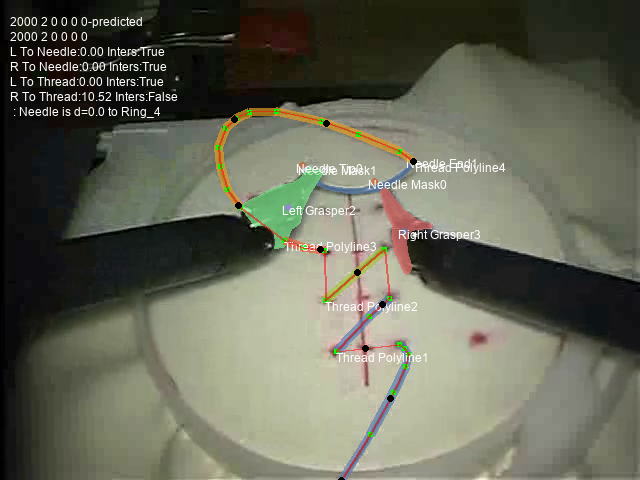 2000 2 0 0 0 0-predicted
2000 2 0 0 0 0
L To Needle:0.00 Inters:True
R To Needle:0.00 Inters:True
L To Thread:0.00 Inters:True
R To Thread:10.52 Inters:False
: Needle is d=0.0 to Ring_4
Needle End1
Thread Polyline4
Needle Tip0
Needle Mask1
Needle Mask0
Left Grasper2
Right Grasper3
Thread Polyline3
Thread Polyline2
Thread Polyline1